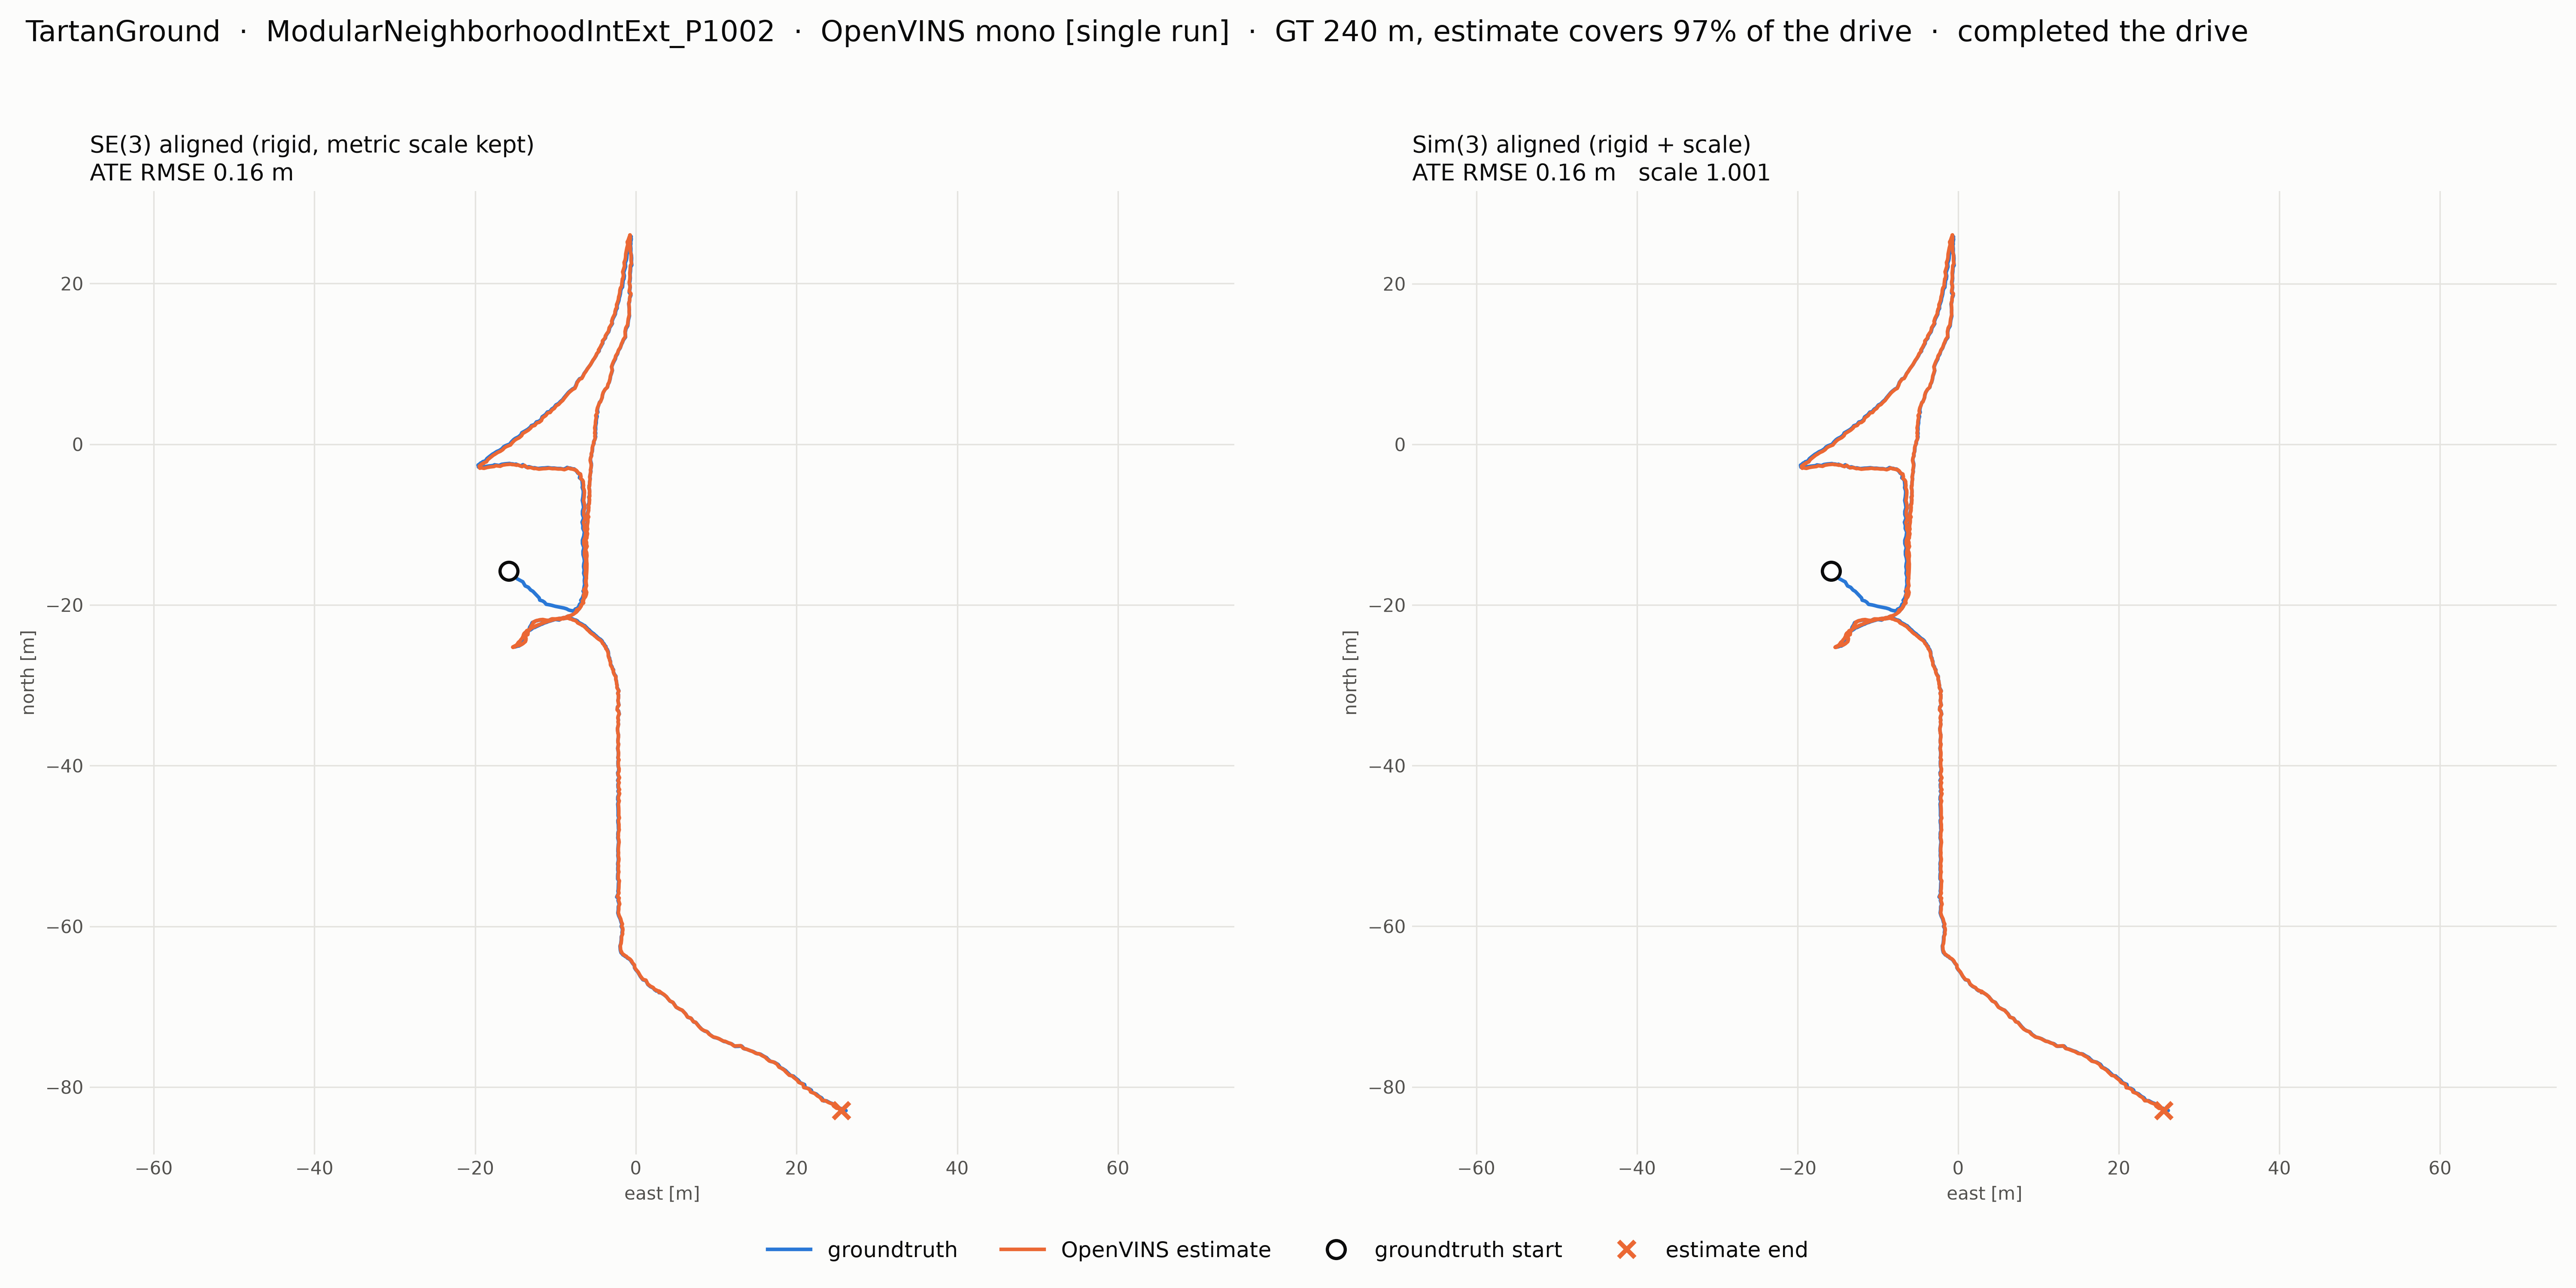 TartanGround · ModularNeighborhoodIntExt_P1002 · OpenVINS mono [single run] · GT 240 m, estimate covers 97% of the drive · completed the drive
SE(3) aligned (rigid, metric scale kept)
ATE RMSE 0.16 m
20
0
−20
−40
−60
−80
north [m]
−60
−40
−20
0
20
40
60
east [m]
Sim(3) aligned (rigid + scale)
ATE RMSE 0.16 m   scale 1.001
20
0
−20
−40
−60
−80
north [m]
−60
−40
−20
0
20
40
60
east [m]
groundtruth
OpenVINS estimate
groundtruth start
estimate end